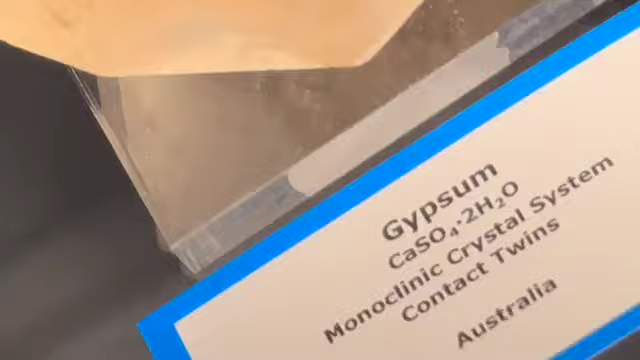 Gypsum
CaSO₄·2H₂O
Monoclinic Crystal System
Contact Twins
Australia